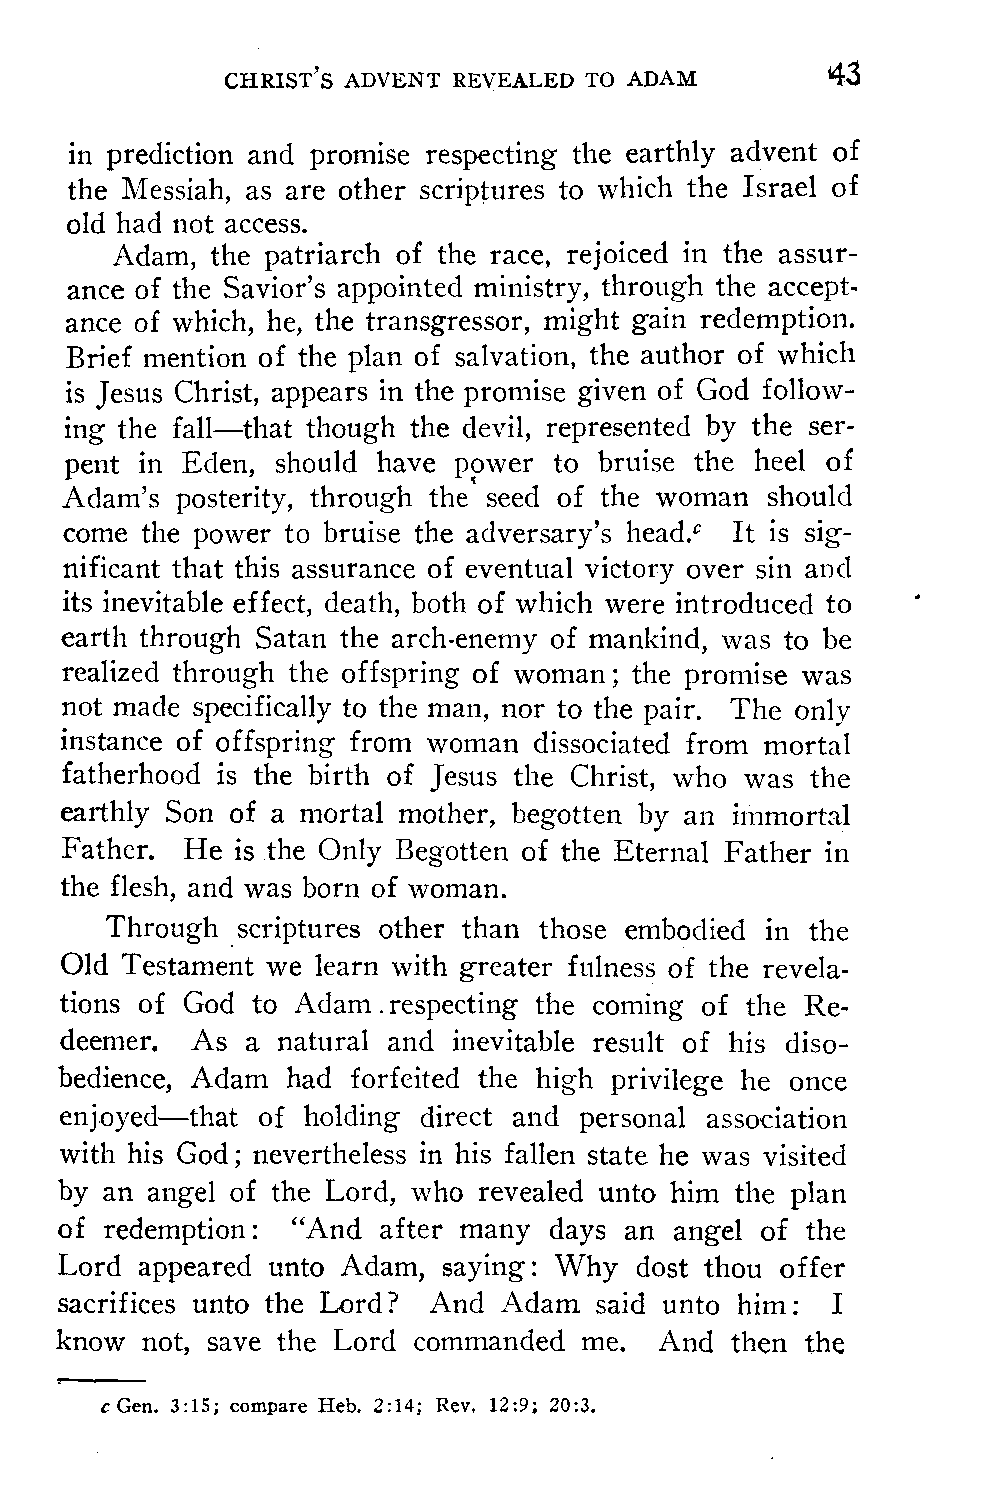 CHRIST'S ADVENT REVEALED TO ADAM 43
in prediction and promise respecting the earthly advent of
the Messiah, as are other scriptures to which the Israel of
old had not access.
Adam, the patriarch of the race, rejoiced in the assur-
ance of the Savior's appointed ministry, through the accept-
ance of which, he, the transgressor, might gain redemption.
Brief mention of the plan of salvation, the author of which
is Jesus Christ, appears in the promise given of God follow-
ing the fall—that though the devil, represented by the ser-
pent in Eden, should have power to bruise the heel of
Adam's posterity, through the seed of the woman should
come the power to bruise the adversary's head.c It is sig-
nificant that this assurance of eventual victory over sin and
its inevitable effect, death, both of which were introduced to
earth through Satan the arch-enemy of mankind, was to be
realized through the offspring of woman; the promise was
not made specifically to the man, nor to the pair. The only
instance of offspring from woman dissociated from mortal
fatherhood is the birth of Jesus the Christ, who was the
earthly Son of a mortal mother, begotten by an immortal
Father. He is the Only Begotten of the Eternal Father in
the flesh, and was born of woman.
Through scriptures other than those embodied in the
Old Testament we learn with greater fulness of the revela-
tions of God to Adam respecting the coming of the Re-
deemer. As a natural and inevitable result of his diso-
bedience, Adam had forfeited the high privilege he once
enjoyed—that of holding direct and personal association
with his God; nevertheless in his fallen state he was visited
by an angel of the Lord, who revealed unto him the plan
of redemption: "And after many days an angel of the
Lord appeared unto Adam, saying: Why dost thou offer
sacrifices unto the Lord? And Adam said unto him: I
know not, save the Lord commanded me. And then the
c Gen. 3:15; compare Heb. 2:14; Rev. 12:9; 20:3.